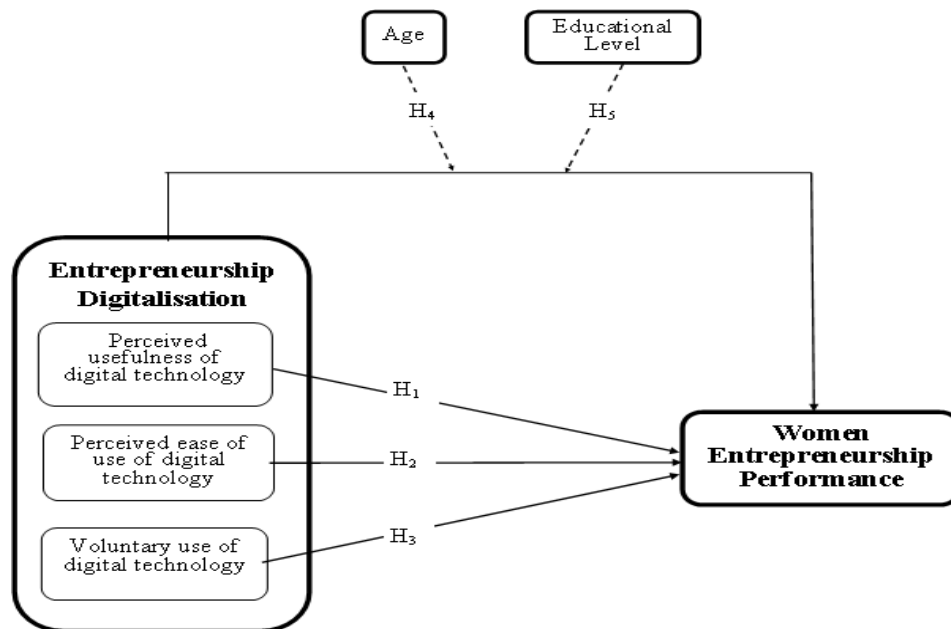 Age
Educational
Level
H₄
H₅
Entrepreneurship
Digitalisation
Perceived
usefulness of
digital technology
H₁
Perceived ease of
use of digital
technology
H₂
Women
Entrepreneurship
Performance
Voluntary use of
digital technology
H₃